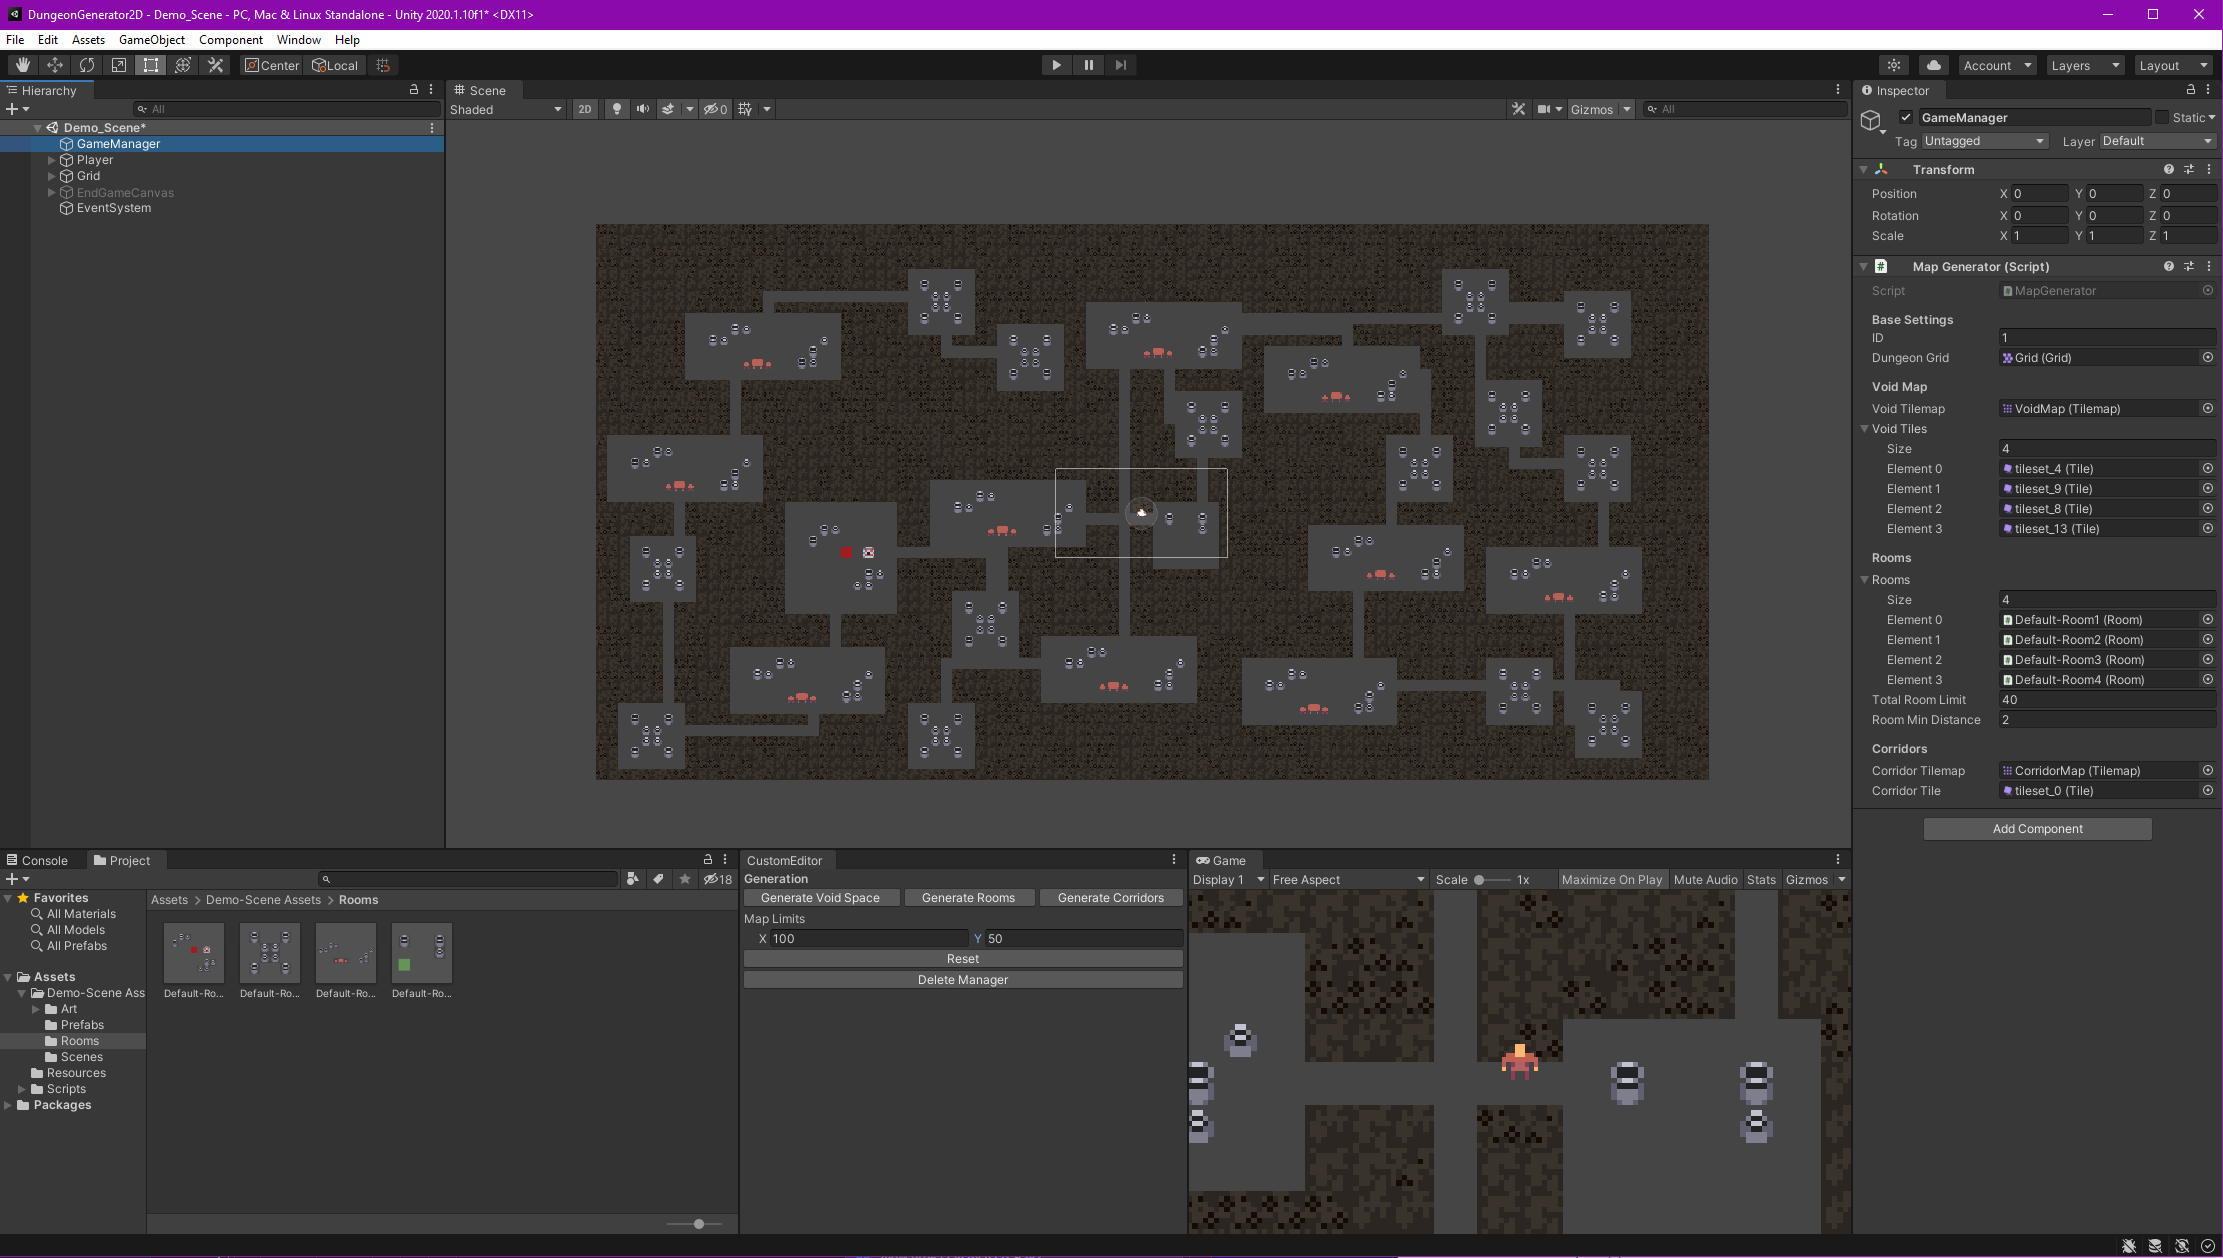 DungeonGenerator2D - Demo_Scene - PC, Mac & Linux Standalone - Unity 2020.1.10f1* <DX11>
File Edit Assets GameObject Component Window Help
Center Local Account Layers Layout
Hierarchy
All
Demo_Scene*
GameManager
Player
Grid
EndGameCanvas
EventSystem
Scene
Shaded 2D 0 Gizmos All
Inspector
GameManager Static
Tag Untagged Layer Default
Transform
Position X 0 Y 0 Z 0
Rotation X 0 Y 0 Z 0
Scale X 1 Y 1 Z 1
Map Generator (Script)
Script MapGenerator
Base Settings
ID 1
Dungeon Grid Grid (Grid)
Void Map
Void Tilemap VoidMap (Tilemap)
Void Tiles
Size 4
Element 0 tileset_4 (Tile)
Element 1 tileset_9 (Tile)
Element 2 tileset_8 (Tile)
Element 3 tileset_13 (Tile)
Rooms
Rooms
Size 4
Element 0 Default-Room1 (Room)
Element 1 Default-Room2 (Room)
Element 2 Default-Room3 (Room)
Element 3 Default-Room4 (Room)
Total Room Limit 40
Room Min Distance 2
Corridors
Corridor Tilemap CorridorMap (Tilemap)
Corridor Tile tileset_0 (Tile)
Add Component
Console Project
18
Favorites
All Materials
All Models
All Prefabs
Assets
Demo-Scene Ass
Art
Prefabs
Rooms
Scenes
Resources
Scripts
Packages
Assets > Demo-Scene Assets > Rooms
Default-Ro... Default-Ro... Default-Ro... Default-Ro...
CustomEditor
Generation
Generate Void Space Generate Rooms Generate Corridors
Map Limits
X 100 Y 50
Reset
Delete Manager
Game
Display 1 Free Aspect Scale 1x Maximize On Play Mute Audio Stats Gizmos